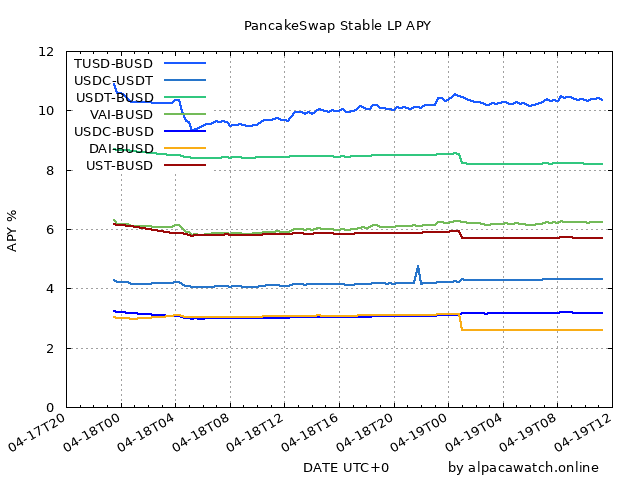 PancakeSwap Stable LP APY
12
10
8
6
4
2
0
APY %
TUSD-BUSD
USDC-USDT
USDT-BUSD
VAI-BUSD
USDC-BUSD
DAI-BUSD
UST-BUSD
04-17T20
04-18T00
04-18T04
04-18T08
04-18T12
04-18T16
04-18T20
04-19T00
04-19T04
04-19T08
04-19T12
DATE UTC+0
by alpacawatch.online